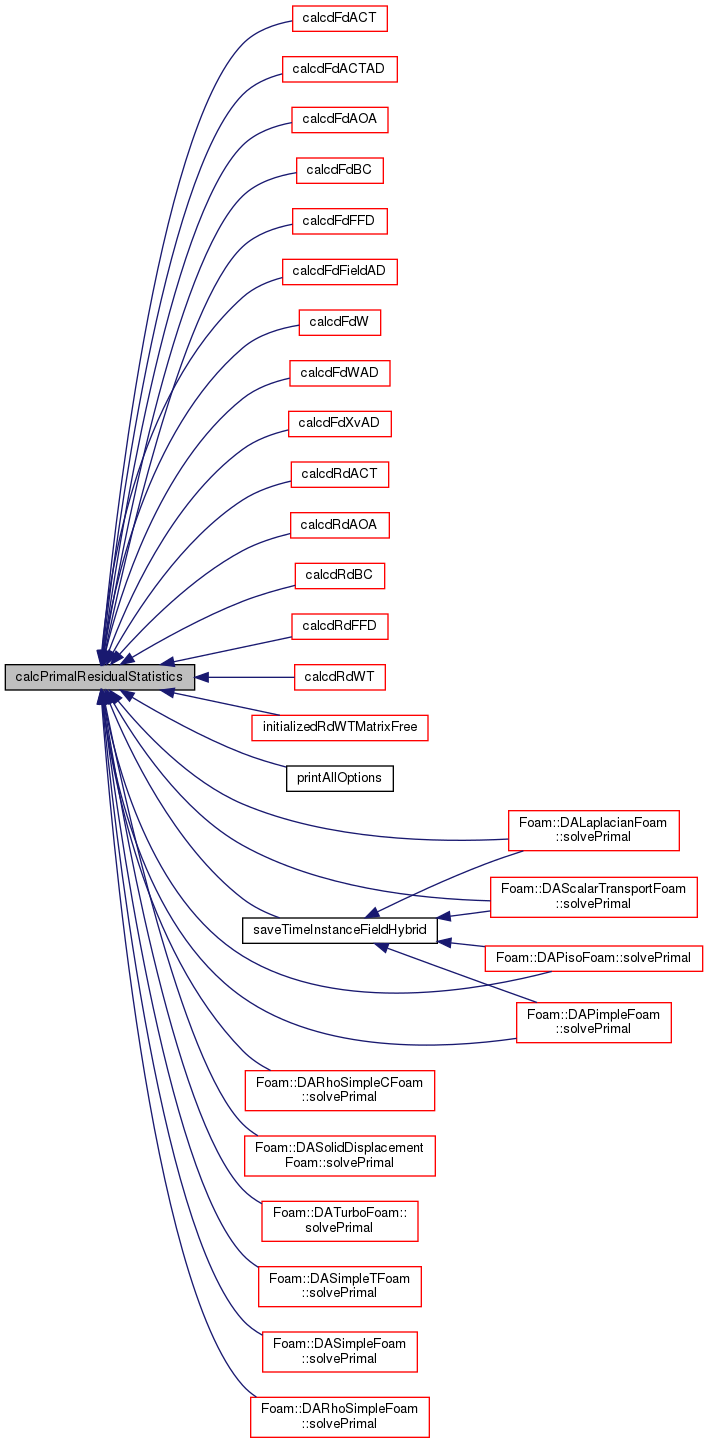 calcdFdACT
calcdFdACTAD
calcdFdAOA
calcdFdBC
calcdFdFFD
calcdFdFieldAD
calcdFdW
calcdFdWAD
calcdFdXvAD
calcdRdACT
calcdRdAOA
calcdRdBC
calcdRdFFD
calcPrimalResidualStatistics
calcdRdWT
initializedRdWTMatrixFree
printAllOptions
Foam::DALaplacianFoam
::solvePrimal
Foam::DAScalarTransportFoam
::solvePrimal
saveTimeInstanceFieldHybrid
Foam::DAPisoFoam::solvePrimal
Foam::DAPimpleFoam
::solvePrimal
Foam::DARhoSimpleCFoam
::solvePrimal
Foam::DASolidDisplacement
Foam::solvePrimal
Foam::DATurboFoam::
solvePrimal
Foam::DASimpleTFoam
::solvePrimal
Foam::DASimpleFoam
::solvePrimal
Foam::DARhoSimpleFoam
::solvePrimal